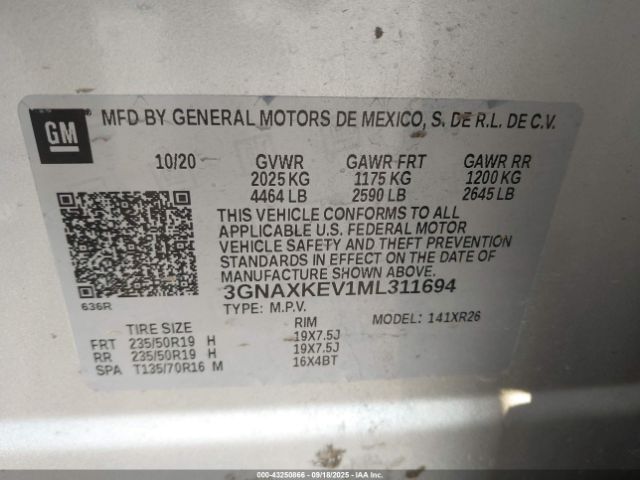 GM
MFD BY GENERAL MOTORS DE MEXICO, S. DE R.L. DE C.V.
10/20 GVWR GAWR FRT GAWR RR
2025 KG 1175 KG 1200 KG
4464 LB 2590 LB 2645 LB
THIS VEHICLE CONFORMS TO ALL
APPLICABLE U.S. FEDERAL MOTOR
VEHICLE SAFETY AND THEFT PREVENTION
STANDARDS IN EFFECT ON THE DATE OF
MANUFACTURE SHOWN ABOVE.
3GNAXKEV1ML311694
636R
TYPE: M.P.V. MODEL: 141XR26
TIRE SIZE RIM
FRT 235/50R19 H 19X7.5J
RR 235/50R19 H 19X7.5J
SPA T135/70R16 M 16X4BT
000-43250866 - 09/18/2025 - IAA Inc.